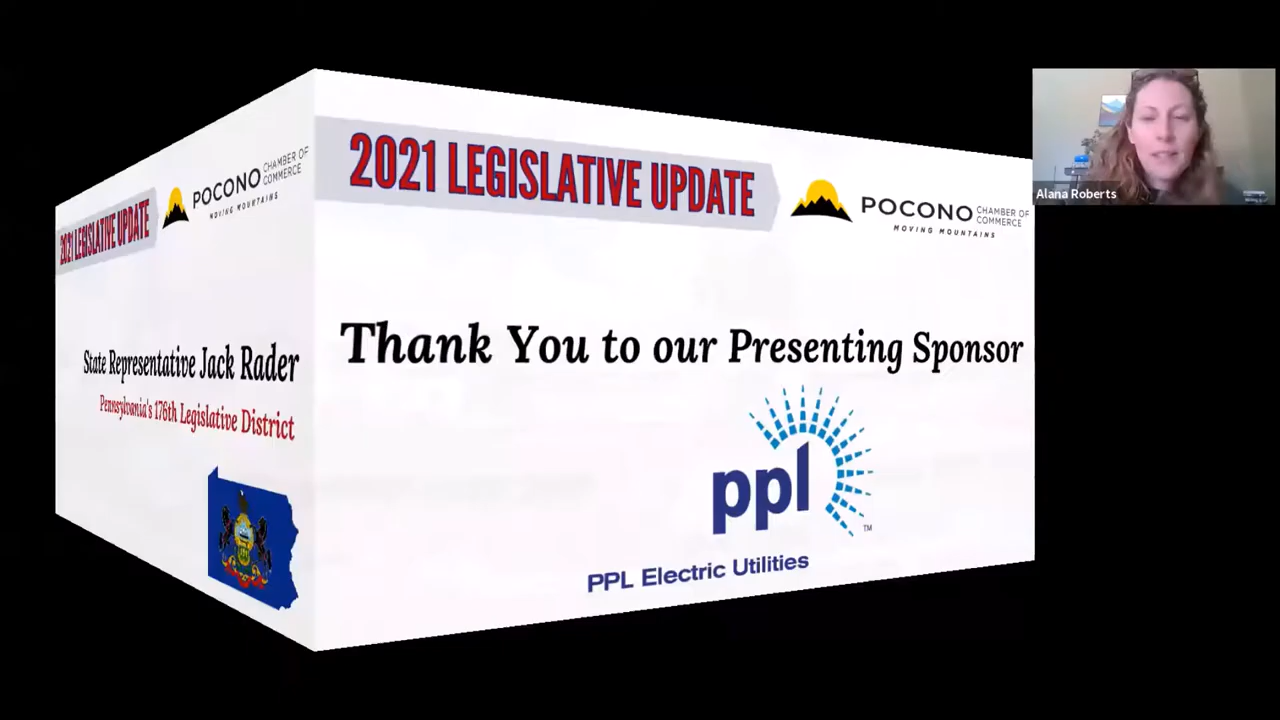 2021 LEGISLATIVE UPDATE
POCONO CHAMBER OF COMMERCE
MOVING MOUNTAINS
State Representative Jack Rader
Pennsylvania's 176th Legislative District
2021 LEGISLATIVE UPDATE
POCONO CHAMBER OF COMMERCE
MOVING MOUNTAINS
Thank You to our Presenting Sponsor
ppl
TM
PPL Electric Utilities
Alana Roberts